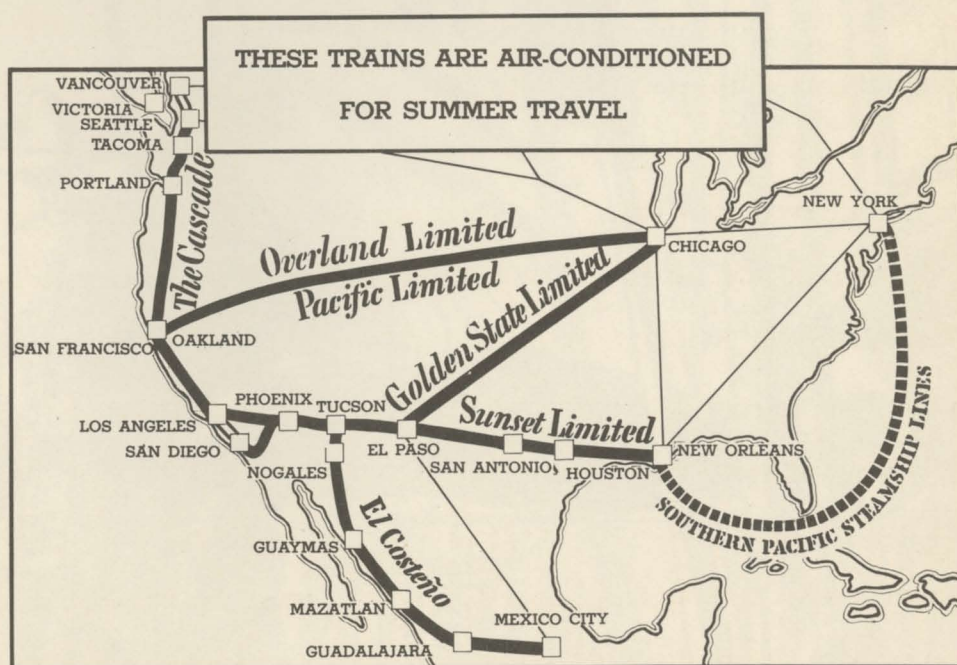 THESE TRAINS ARE AIR-CONDITIONED
FOR SUMMER TRAVEL
VANCOUVER
VICTORIA
SEATTLE
TACOMA
PORTLAND
NEW YORK
The Cascade
CHICAGO
Overland Limited
Pacific Limited
Golden State Limited
OAKLAND
SAN FRANCISCO
PHOENIX
TUCSON
Sunset Limited
LOS ANGELES
SAN DIEGO
EL PASO
NEW ORLEANS
SAN ANTONIO
HOUSTON
NOGALES
SOUTHERN PACIFIC STEAMSHIP LINES
El Costeño
GUAYMAS
MAZATLAN
MEXICO CITY
GUADALAJARA